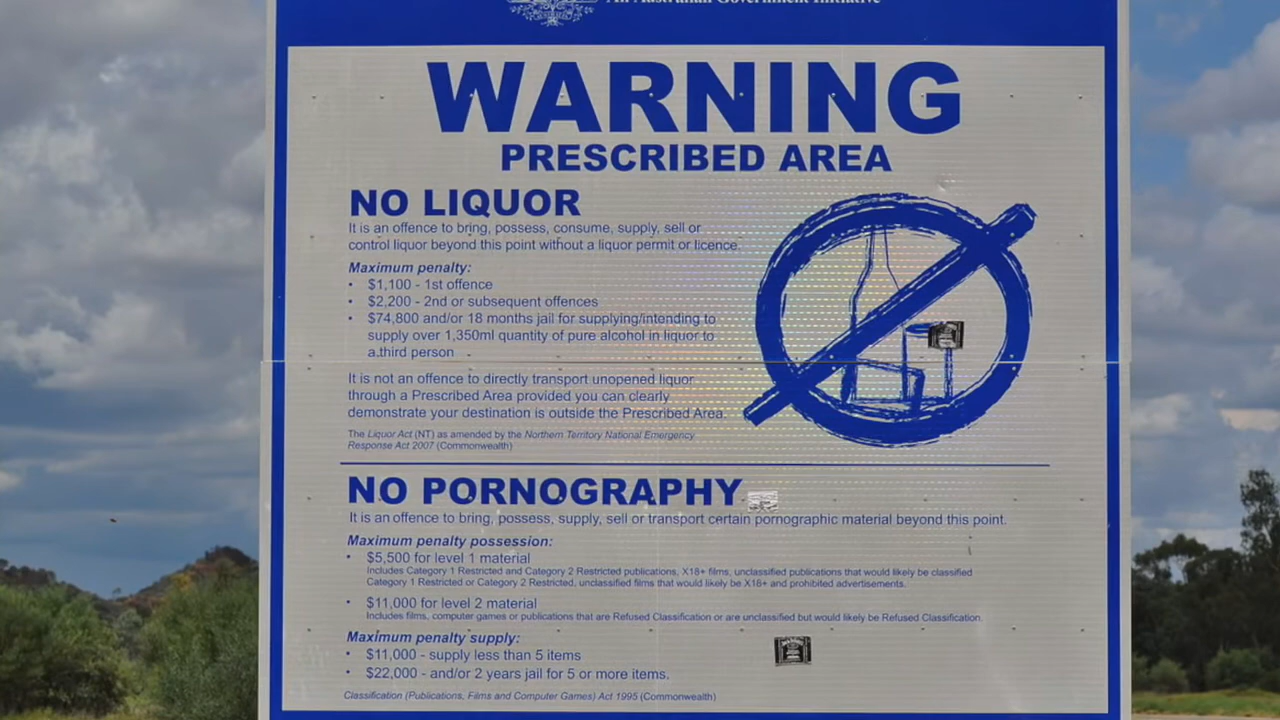 An Australian Government Initiative
WARNING
PRESCRIBED AREA
NO LIQUOR
It is an offence to bring, possess, consume, supply, sell or
control liquor beyond this point without a liquor permit or licence.
Maximum penalty:
• $1,100 - 1st offence
• $2,200 - 2nd or subsequent offences
• $74,800 and/or 18 months jail for supplying/intending to
supply over 1,350ml quantity of pure alcohol in liquor to
a third person
It is not an offence to directly transport unopened liquor
through a Prescribed Area provided you can clearly
demonstrate your destination is outside the Prescribed Area.
The Liquor Act (NT) as amended by the Northern Territory National Emergency
Response Act 2007 (Commonwealth)
NO PORNOGRAPHY
It is an offence to bring, possess, supply, sell or transport certain pornographic material beyond this point.
Maximum penalty possession:
• $5,500 for level 1 material
Includes Category 1 Restricted and Category 2 Restricted publications, X18+ films, unclassified publications that would likely be classified
Category 1 Restricted or Category 2 Restricted, unclassified films that would likely be X18+ and prohibited advertisements.
• $11,000 for level 2 material
Includes films, computer games or publications that are Refused Classification or are unclassified but would likely be Refused Classification.
Maximum penalty supply:
• $11,000 - supply less than 5 items
• $22,000 - and/or 2 years jail for 5 or more items.
Classification (Publications, Films and Computer Games) Act 1995 (Commonwealth)